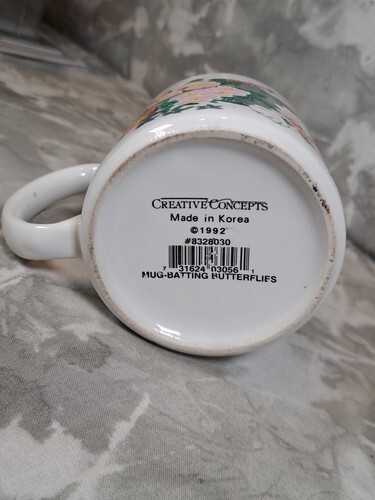 CREATIVE CONCEPTS
Made in Korea
©1992
#8328030
7 31624 03056 1
MUG-BATTING BUTTERFLIES